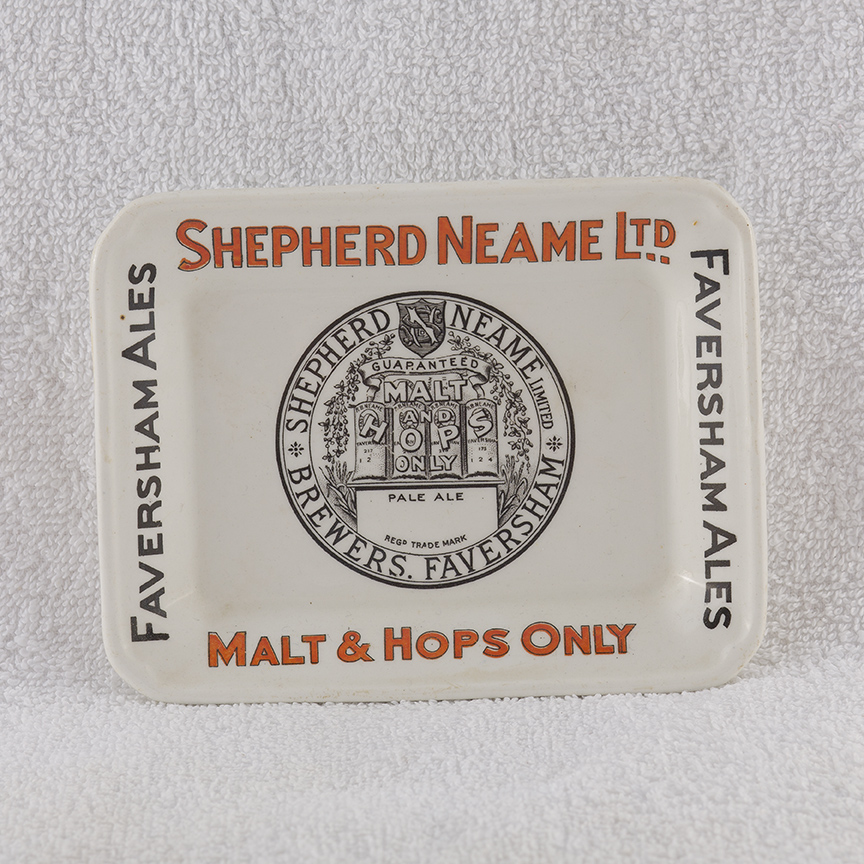 SHEPHERD NEAME LTD.
FAVERSHAM ALES
FAVERSHAM ALES
SHEPHERD NEAME LIMITED
BREWERS. FAVERSHAM
GUARANTEED
MALT
AND
HOPS
ONLY
PALE ALE
REGD TRADE MARK
MALT & HOPS ONLY